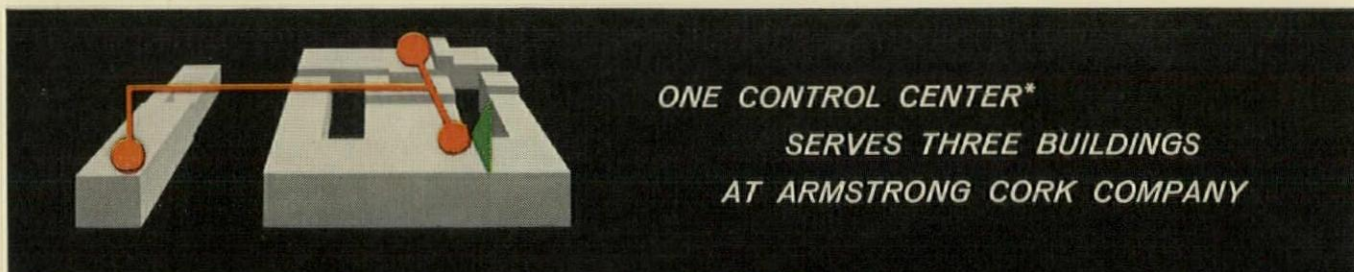 ONE CONTROL CENTER*
SERVES THREE BUILDINGS
AT ARMSTRONG CORK COMPANY